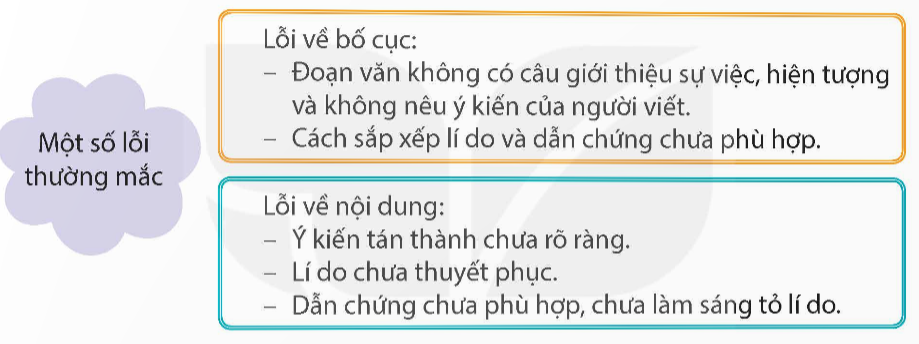 Một số lỗi
thường mắc
Lỗi về bố cục:
– Đoạn văn không có câu giới thiệu sự việc, hiện tượng
và không nêu ý kiến của người viết.
– Cách sắp xếp lí do và dẫn chứng chưa phù hợp.
Lỗi về nội dung:
– Ý kiến tán thành chưa rõ ràng.
– Lí do chưa thuyết phục.
– Dẫn chứng chưa phù hợp, chưa làm sáng tỏ lí do.